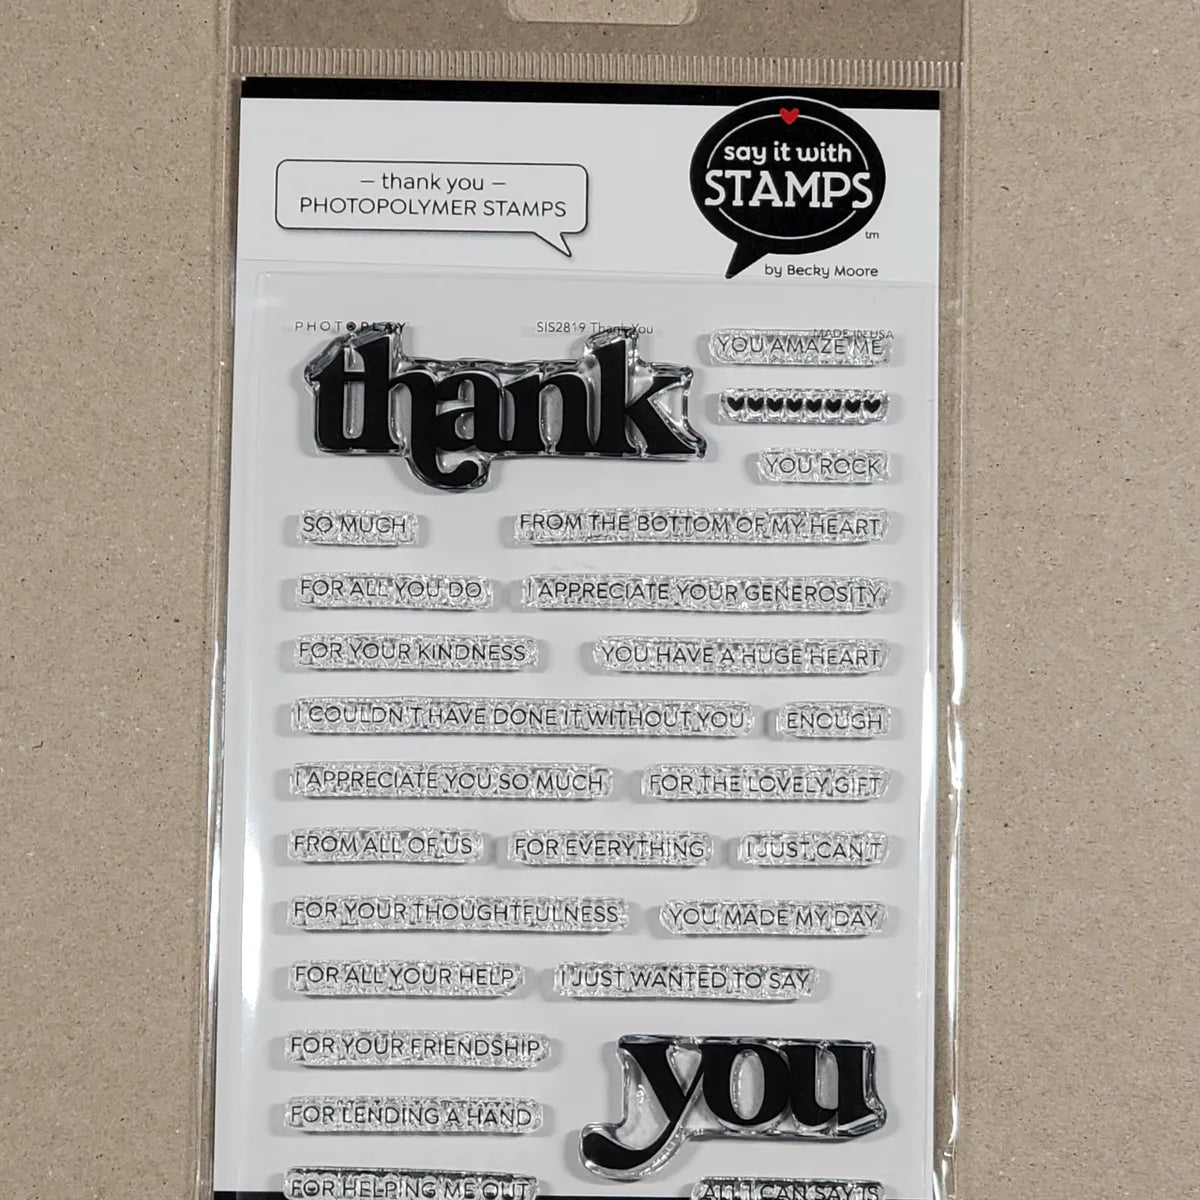 — thank you —
PHOTOPOLYMER STAMPS
say it with
STAMPS
tm
by Becky Moore
PHOTOPLAY
SIS2819 Thank You
MADE IN USA
thank
YOU AMAZE ME
YOU ROCK
SO MUCH
FROM THE BOTTOM OF MY HEART
FOR ALL YOU DO
I APPRECIATE YOUR GENEROSITY
FOR YOUR KINDNESS
YOU HAVE A HUGE HEART
I COULDN'T HAVE DONE IT WITHOUT YOU
ENOUGH
I APPRECIATE YOU SO MUCH
FOR THE LOVELY GIFT
FROM ALL OF US
FOR EVERYTHING
I JUST CAN'T
FOR YOUR THOUGHTFULNESS
YOU MADE MY DAY
FOR ALL YOUR HELP
I JUST WANTED TO SAY
FOR YOUR FRIENDSHIP
you
FOR LENDING A HAND
FOR HELPING ME OUT
ALL I CAN SAY IS